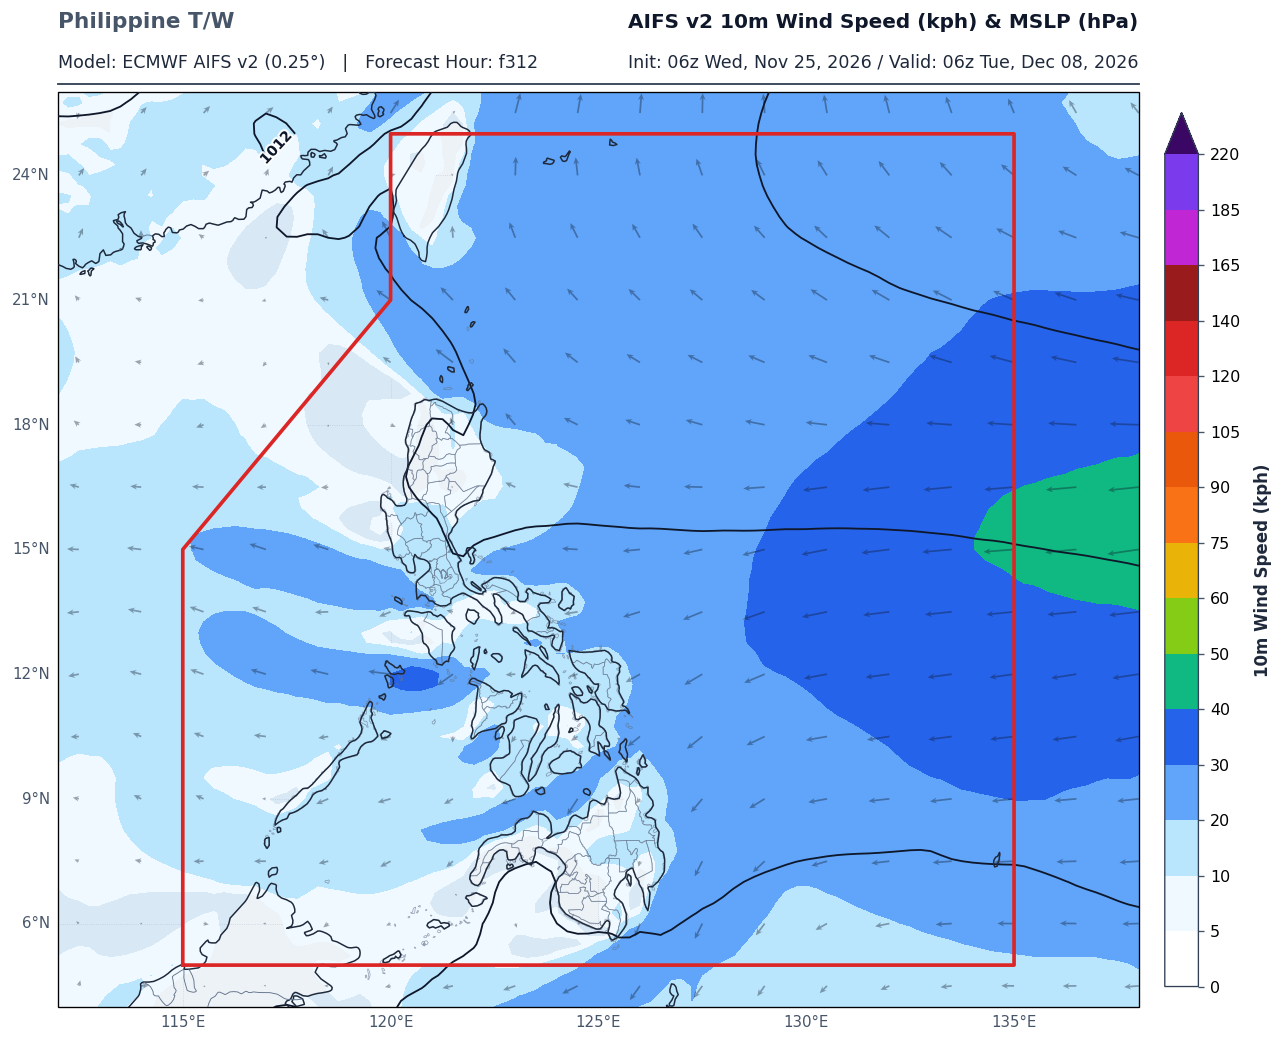 Philippine T/W
AIFS v2 10m Wind Speed (kph) & MSLP (hPa)
Model: ECMWF AIFS v2 (0.25°)   |   Forecast Hour: f312
Init: 06z Wed, Nov 25, 2026 / Valid: 06z Tue, Dec 08, 2026
1012
24°N
21°N
18°N
15°N
12°N
9°N
6°N
115°E
120°E
125°E
130°E
135°E
220
185
165
140
120
105
90
75
60
50
40
30
20
10
5
0
10m Wind Speed (kph)